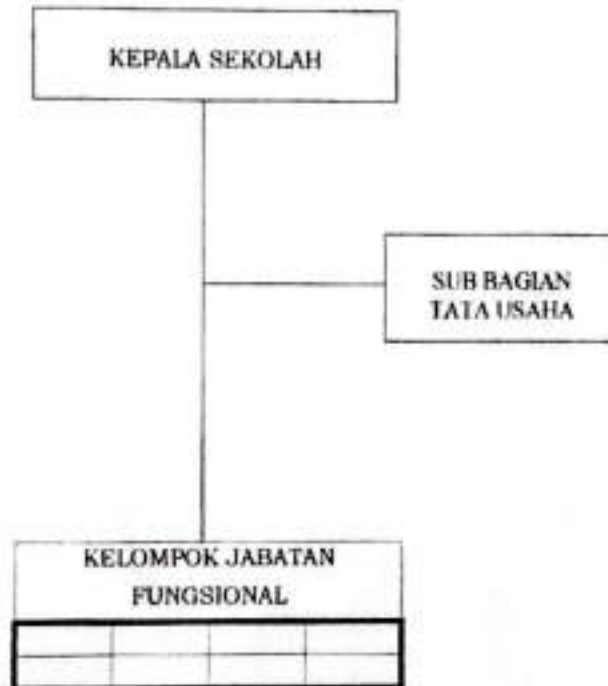 KEPALA SEKOLAH
SUB BAGIAN
TATA USAHA
KELOMPOK JABATAN
FUNGSIONAL